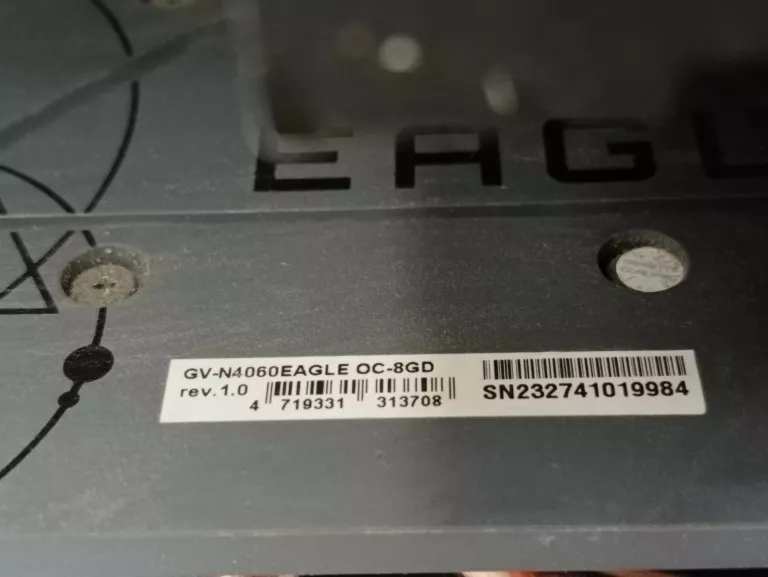 EAGL
GV-N4060EAGLE OC-8GD
rev.1.0
4 719331 313708
SN232741019984